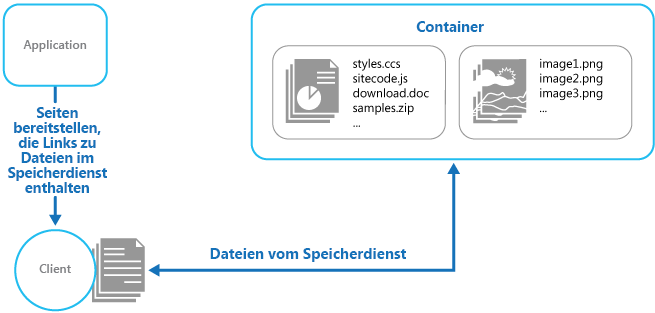 Application
Seiten
bereitstellen,
die Links zu
Dateien im
Speicherdienst
enthalten
Client
Container
styles.ccs
sitecode.js
download.doc
samples.zip
...
image1.png
image2.png
image3.png
...
Dateien vom Speicherdienst